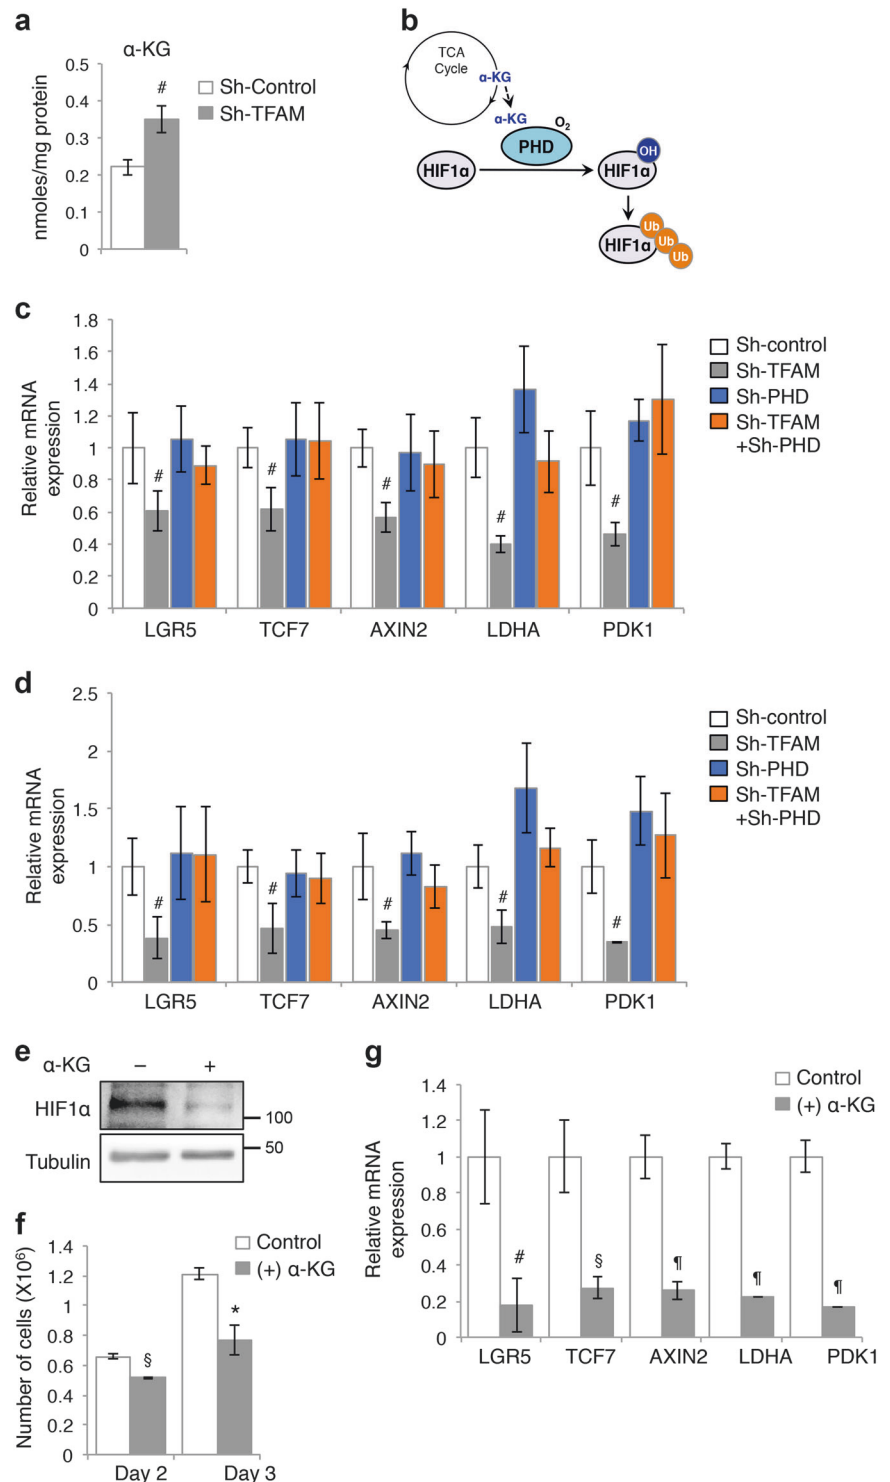 a
α-KG
0.5
0.4
0.3
0.2
0.1
0
nmoles/mg protein
#
Sh-Control
Sh-TFAM
b
TCA
Cycle
α-KG
α-KG
O2
PHD
HIF1α
HIF1α
OH
HIF1α
Ub
Ub
Ub
c
1.8
1.6
1.4
1.2
1
0.8
0.6
0.4
0.2
0
Relative mRNA
expression
# # # # #
LGR5 TCF7 AXIN2 LDHA PDK1
Sh-control
Sh-TFAM
Sh-PHD
Sh-TFAM
+Sh-PHD
d
2.5
2
1.5
1
0.5
0
Relative mRNA
expression
# # # # #
LGR5 TCF7 AXIN2 LDHA PDK1
Sh-control
Sh-TFAM
Sh-PHD
Sh-TFAM
+Sh-PHD
e
α-KG – +
HIF1α
100
50
Tubulin
f
1.4
1.2
1
0.8
0.6
0.4
0.2
0
Number of cells (X10⁶)
Control
(+) α-KG
§ *
Day 2 Day 3
g
1.4
1.2
1
0.8
0.6
0.4
0.2
0
Relative mRNA
expression
Control
(+) α-KG
# § ¶ ¶ ¶
LGR5 TCF7 AXIN2 LDHA PDK1